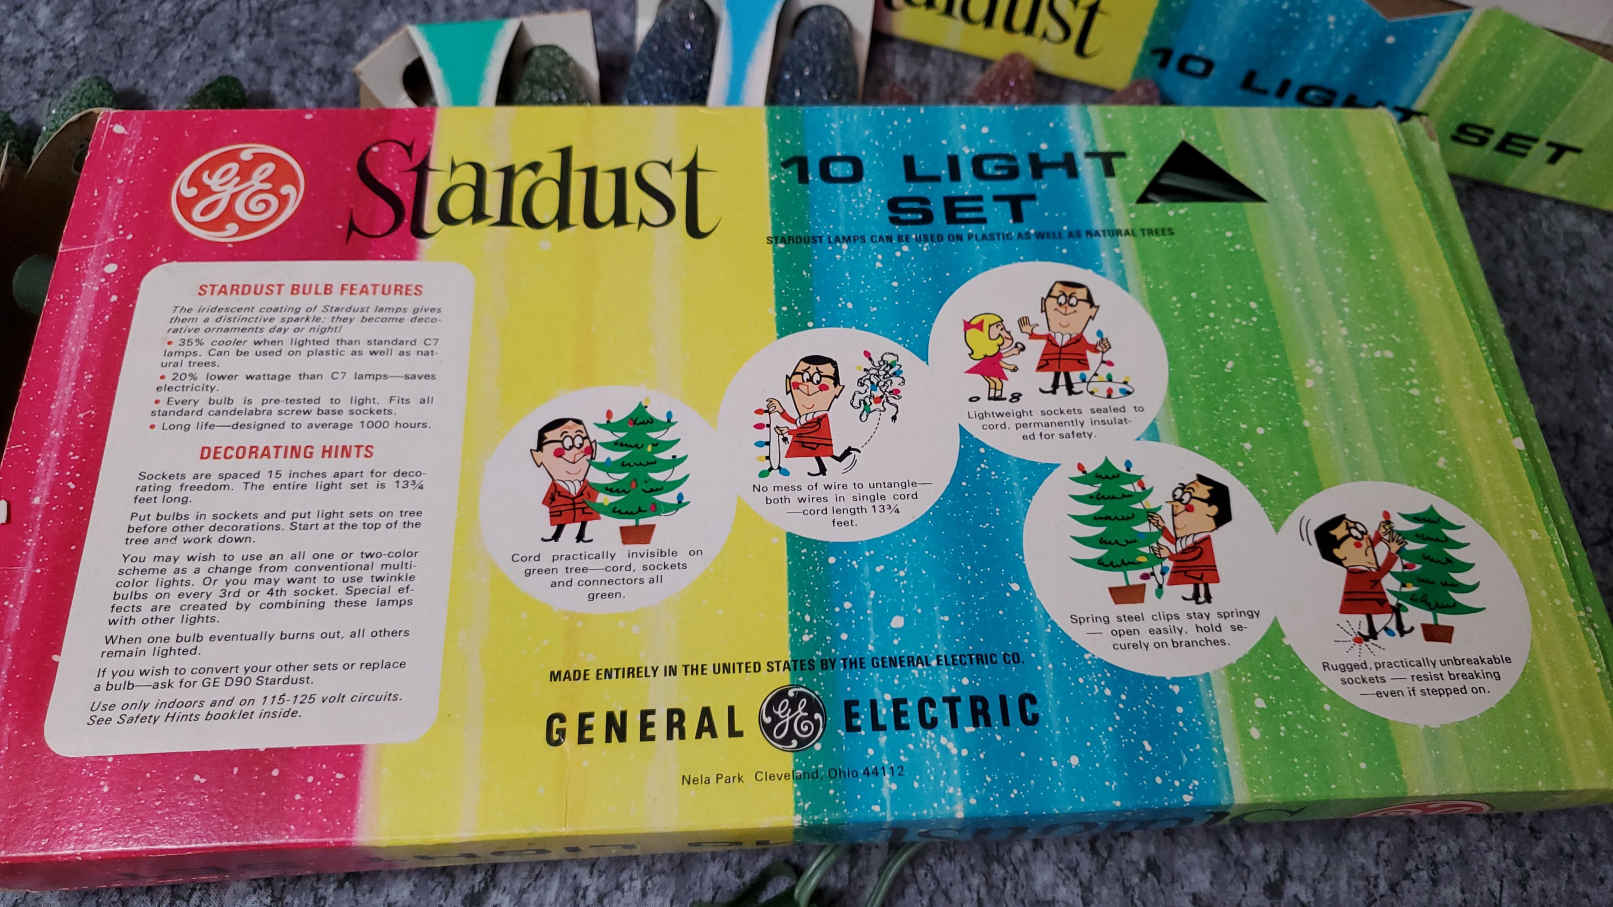 Stardust
10 LIGHT SET
GE
Stardust
10 LIGHT
SET
STARDUST LAMPS CAN BE USED ON PLASTIC AS WELL AS NATURAL TREES
STARDUST BULB FEATURES
The iridescent coating of Stardust lamps gives
them a distinctive sparkle; they become deco-
rative ornaments day or night!
• 35% cooler when lighted than standard C7
lamps. Can be used on plastic as well as nat-
ural trees.
• 20% lower wattage than C7 lamps—saves
electricity.
• Every bulb is pre-tested to light. Fits all
standard candelabra screw base sockets.
• Long life—designed to average 1000 hours.
DECORATING HINTS
Sockets are spaced 15 inches apart for deco-
rating freedom. The entire light set is 13¾
feet long.
Put bulbs in sockets and put light sets on tree
before other decorations. Start at the top of the
tree and work down.
You may wish to use an all one or two-color
scheme as a change from conventional multi-
color lights. Or you may want to use twinkle
bulbs on every 3rd or 4th socket. Special ef-
fects are created by combining these lamps
with other lights.
When one bulb eventually burns out, all others
remain lighted.
If you wish to convert your other sets or replace
a bulb—ask for GE D90 Stardust.
Use only indoors and on 115-125 volt circuits.
See Safety Hints booklet inside.
Cord practically invisible on
green tree—cord, sockets
and connectors all
green.
No mess of wire to untangle—
both wires in single cord
—cord length 13¾
feet.
Lightweight sockets sealed to
cord, permanently insulat-
ed for safety.
Spring steel clips stay springy
— open easily, hold se-
curely on branches.
Rugged, practically unbreakable
sockets — resist breaking
—even if stepped on.
MADE ENTIRELY IN THE UNITED STATES BY THE GENERAL ELECTRIC CO.
GENERAL GE ELECTRIC
Nela Park Cleveland, Ohio 44112